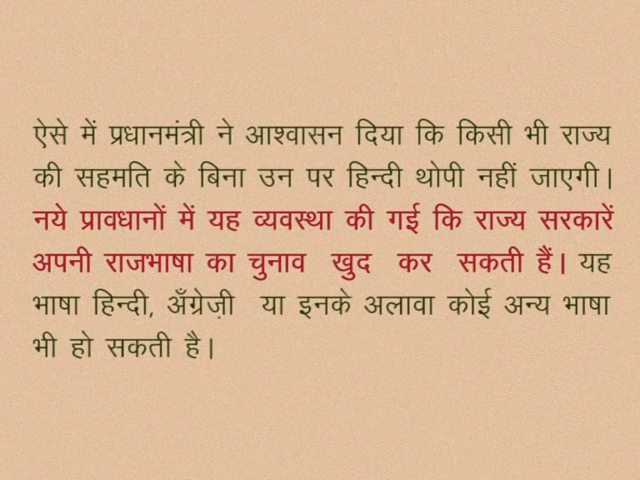 ऐसे में प्रधानमंत्री ने आश्वासन दिया कि किसी भी राज्य
की सहमति के बिना उन पर हिन्दी थोपी नहीं जाएगी।
नये प्रावधानों में यह व्यवस्था की गई कि राज्य सरकारें
अपनी राजभाषा का चुनाव खुद कर सकती हैं। यह
भाषा हिन्दी, अँग्रेज़ी या इनके अलावा कोई अन्य भाषा
भी हो सकती है।